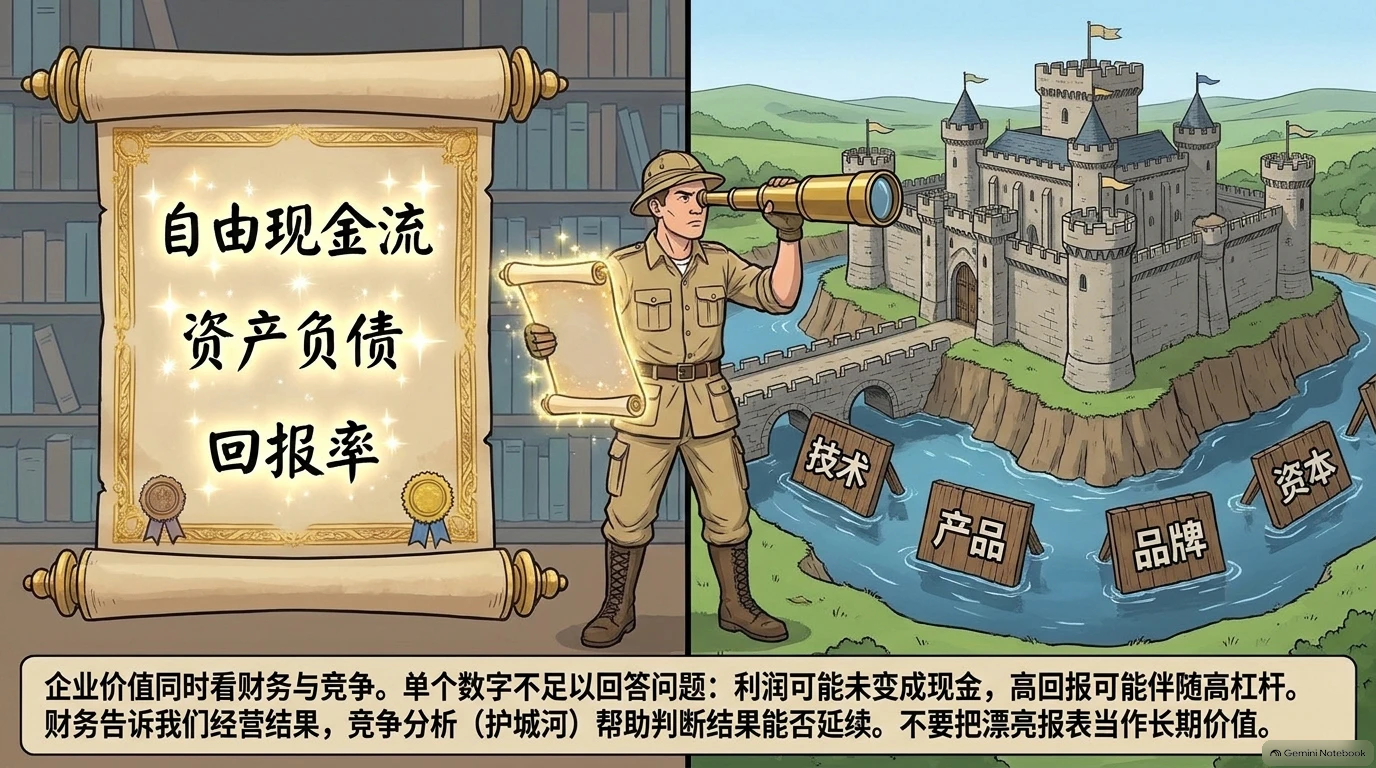 自由现金流
资产负债
回报率
技术
产品
品牌
资本
企业价值同时看财务与竞争。单个数字不足以回答问题：利润可能未变成现金，高回报可能伴随高杠杆。
财务告诉我们经营结果，竞争分析（护城河）帮助判断结果能否延续。不要把漂亮报表当作长期价值。
Gemini Notebook